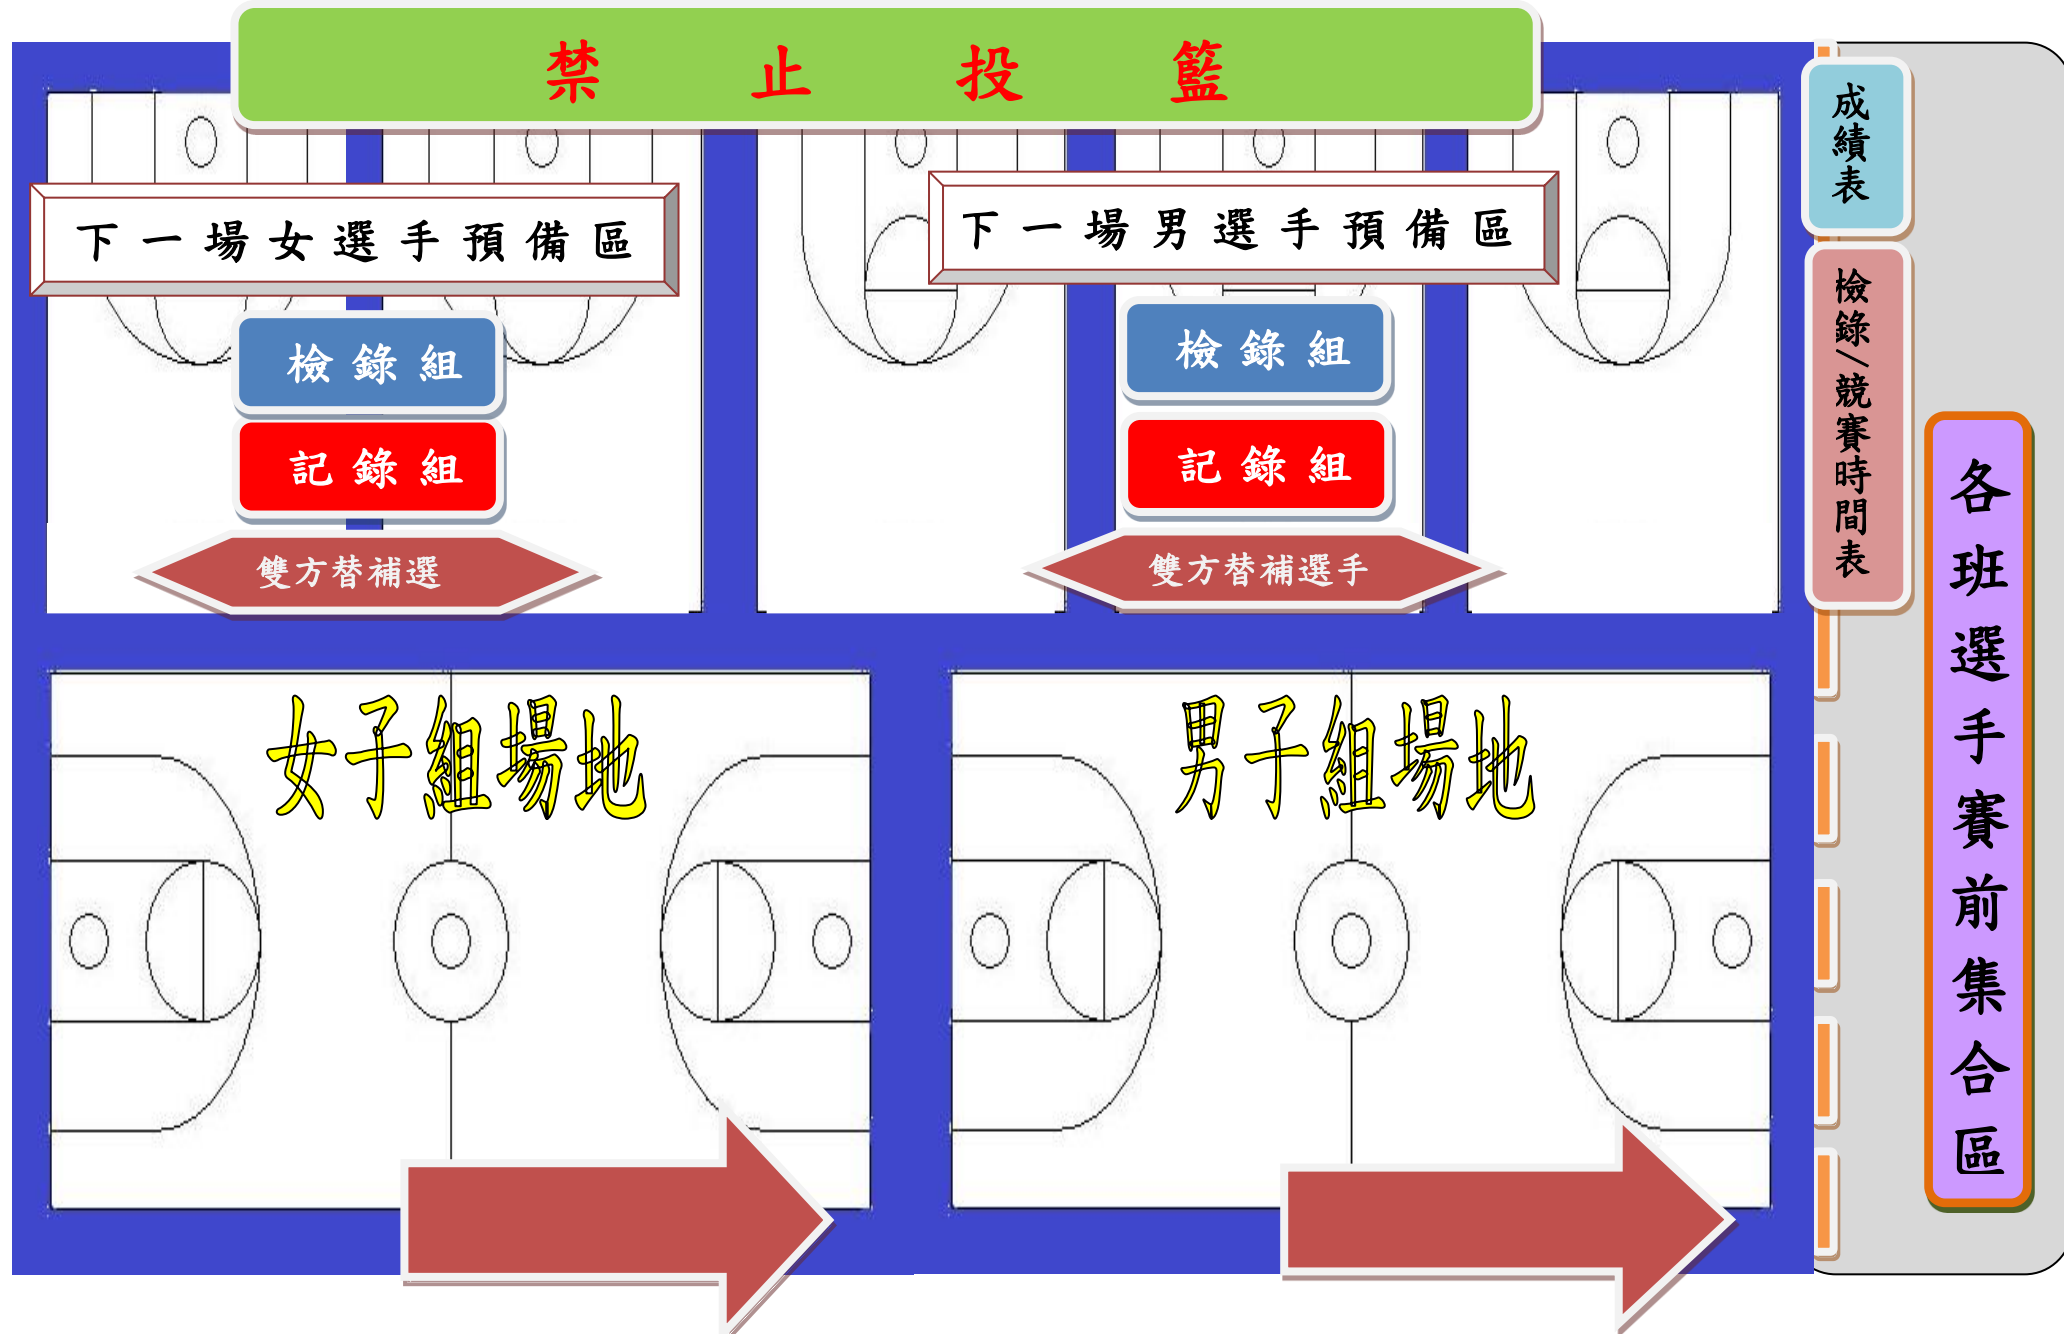 禁止投籃
下一場女選手預備區
下一場男選手預備區
檢錄組
檢錄組
記錄組
記錄組
雙方替補選
雙方替補選手
女子組場地
男子組場地
成績表
檢錄/競賽時間表
各班選手賽前集合區